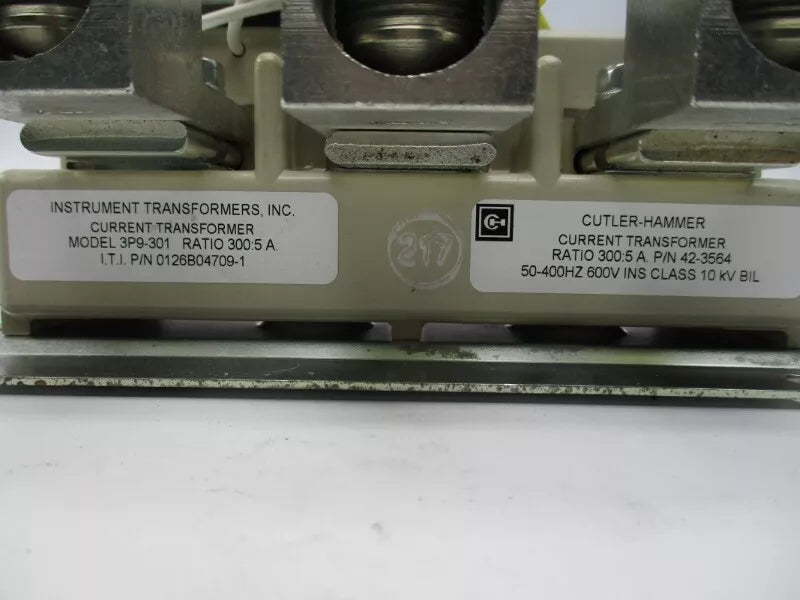 INSTRUMENT TRANSFORMERS, INC.
CURRENT TRANSFORMER
MODEL 3P9-301 RATIO 300:5 A.
I.T.I. P/N 0126B04709-1
217
CH
CUTLER-HAMMER
CURRENT TRANSFORMER
RATIO 300:5 A. P/N 42-3564
50-400HZ 600V INS CLASS 10 kV BIL